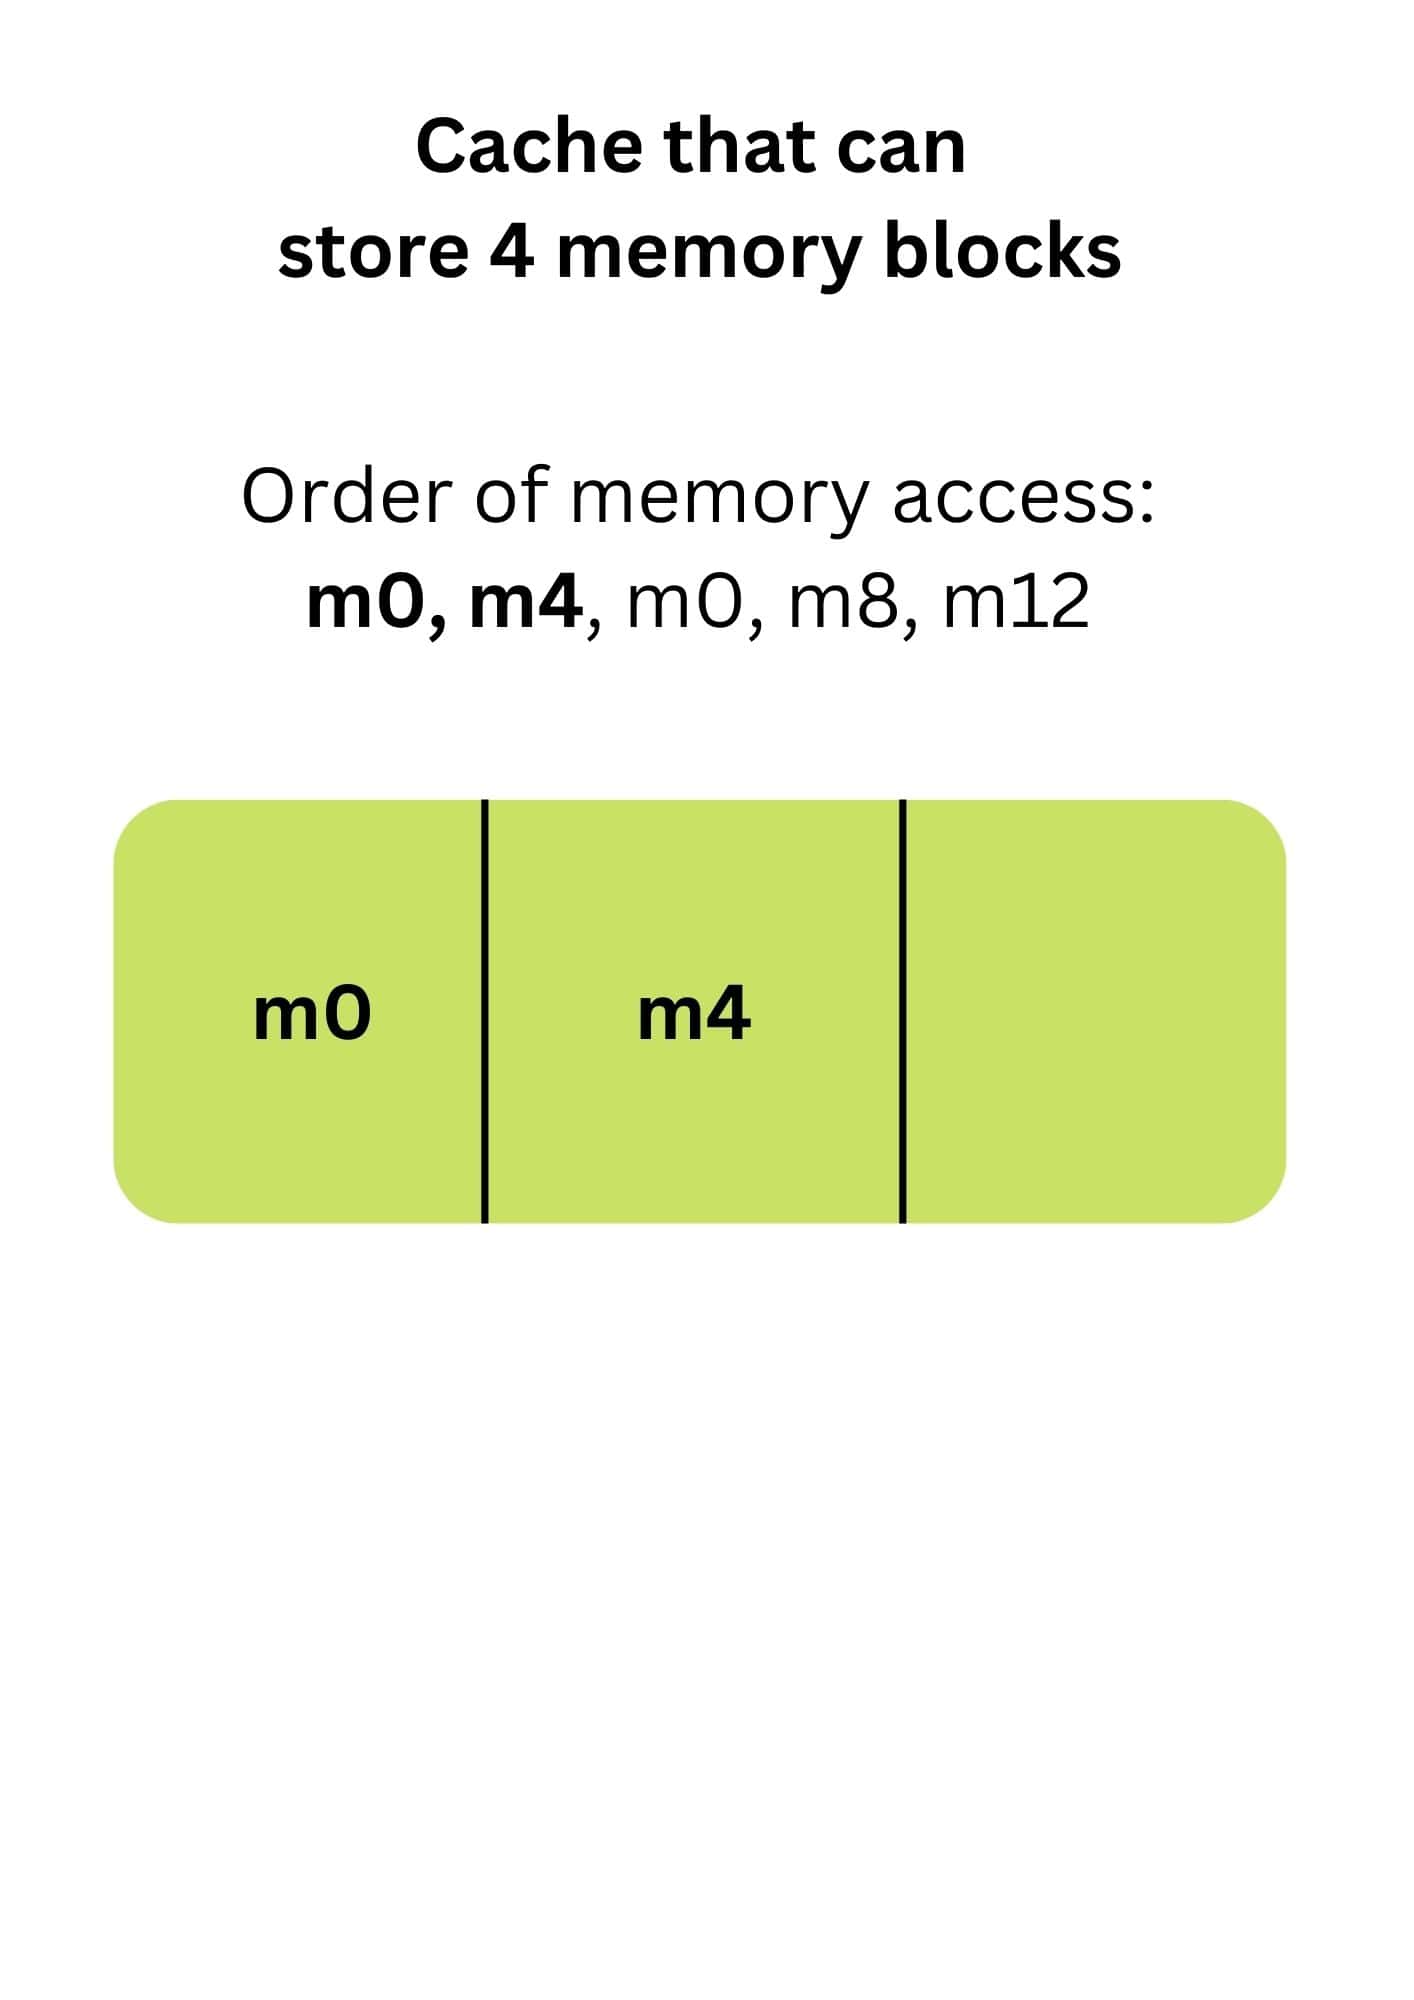 Cache that can
store 4 memory blocks
Order of memory access:
m0, m4, m0, m8, m12
m0 m4